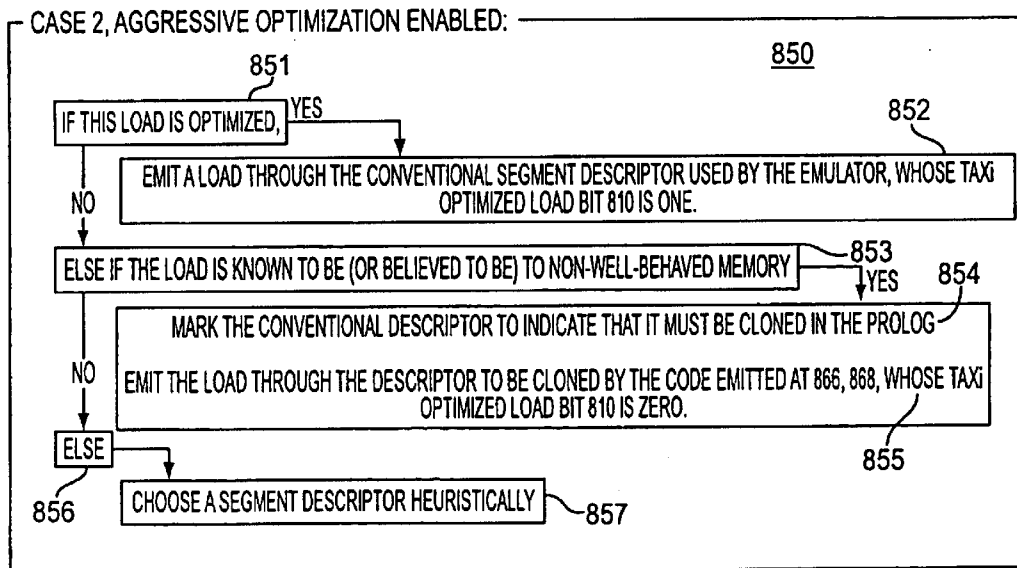 CASE 2, AGGRESSIVE OPTIMIZATION ENABLED:
850
851
IF THIS LOAD IS OPTIMIZED,
YES
852
EMIT A LOAD THROUGH THE CONVENTIONAL SEGMENT DESCRIPTOR USED BY THE EMULATOR, WHOSE TAXi
OPTIMIZED LOAD BIT 810 IS ONE.
NO
853
ELSE IF THE LOAD IS KNOWN TO BE (OR BELIEVED TO BE) TO NON-WELL-BEHAVED MEMORY
YES
854
MARK THE CONVENTIONAL DESCRIPTOR TO INDICATE THAT IT MUST BE CLONED IN THE PROLOG
EMIT THE LOAD THROUGH THE DESCRIPTOR TO BE CLONED BY THE CODE EMITTED AT 866, 868, WHOSE TAXi
OPTIMIZED LOAD BIT 810 IS ZERO.
855
NO
ELSE
856
CHOOSE A SEGMENT DESCRIPTOR HEURISTICALLY
857